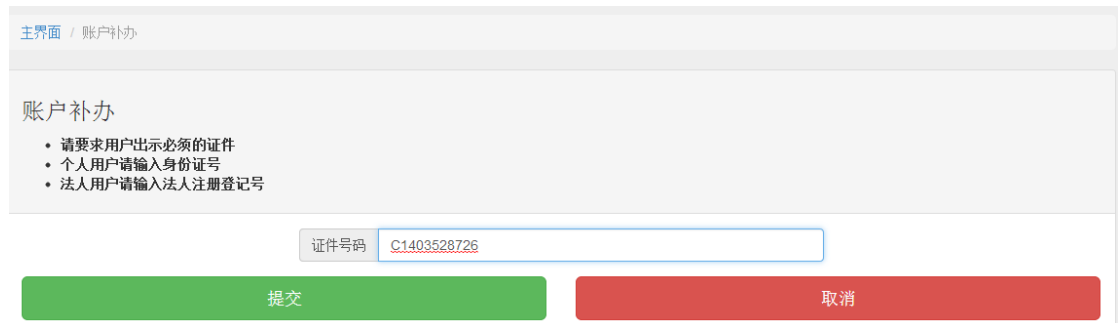 主界面 / 账户补办
账户补办
• 请要求用户出示必须的证件
• 个人用户请输入身份证号
• 法人用户请输入法人注册登记号
证件号码 C1403528726
提交 取消